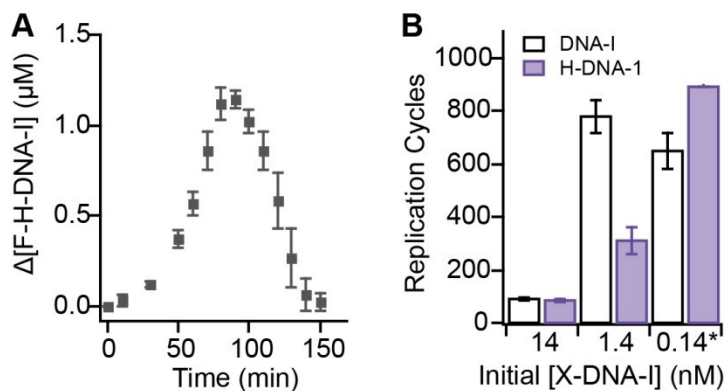 A
Δ[F-H-DNA-I] (µM)
1.5
1.0
0.5
0.0
0 50 100 150
Time (min)
B
DNA-I
H-DNA-1
Replication Cycles
1000
800
600
400
200
0
14 1.4 0.14*
Initial [X-DNA-I] (nM)